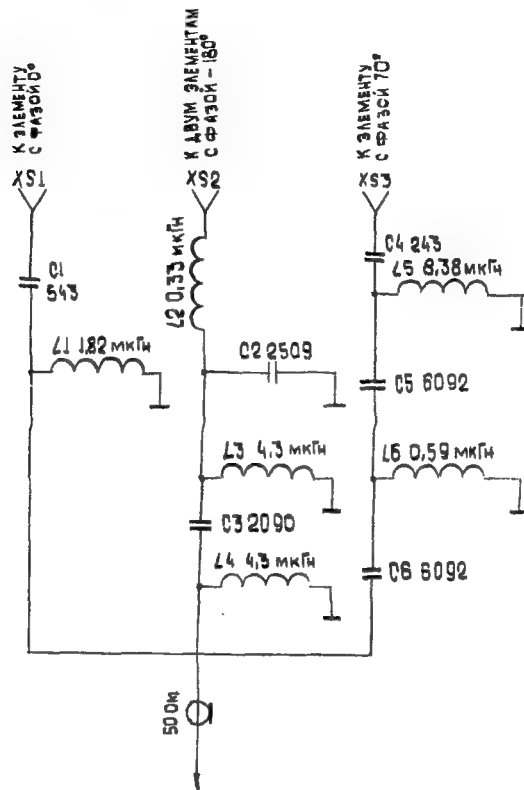 К ЭЛЕМЕНТУ
С ФАЗОЙ 0°
XS1
C1
543
L1 1,82 мкГн
К ДВУМ ЭЛЕМЕНТАМ
С ФАЗОЙ -180°
XS2
L2 0,33 мкГн
C2 2509
L3 4,3 мкГн
C3 2090
L4 4,3 мкГн
50 Ом
К ЭЛЕМЕНТУ
С ФАЗОЙ 70°
XS3
C4 243
L5 8,38 мкГн
C5 6092
L6 0,59 мкГн
C6 6092